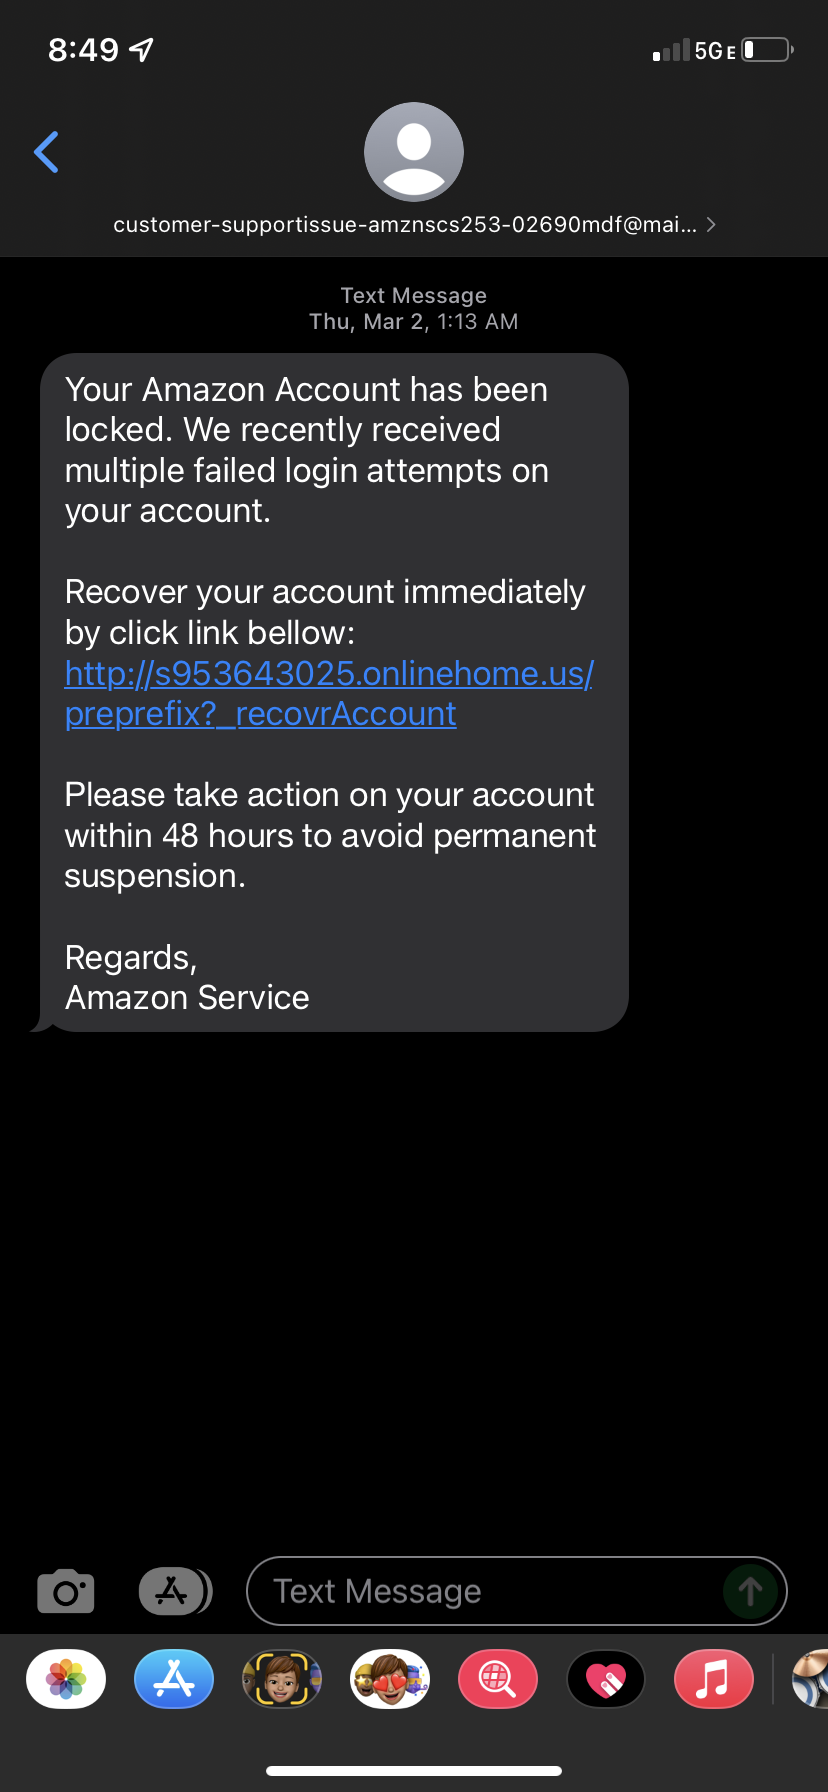 8:49
5GE
customer-supportissue-amznscs253-02690mdf@mai...
Text Message
Thu, Mar 2, 1:13 AM
Your Amazon Account has been
locked. We recently received
multiple failed login attempts on
your account.
Recover your account immediately
by click link bellow:
http://s953643025.onlinehome.us/
preprefix?_recovrAccount
Please take action on your account
within 48 hours to avoid permanent
suspension.
Regards,
Amazon Service
Text Message